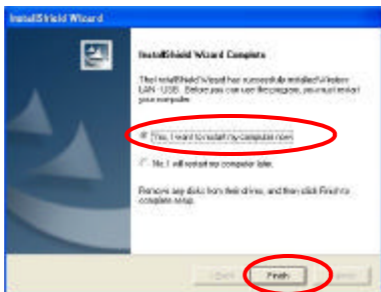 InstallShield Wizard
InstallShield Wizard Complete
The InstallShield Wizard has successfully installed Wireless
LAN - USB. Before you can use the program, you must restart
your computer.
Yes, I want to restart my computer now.
No, I will restart my computer later.
Remove any disks from their drives, and then click Finish to
complete setup.
Finish